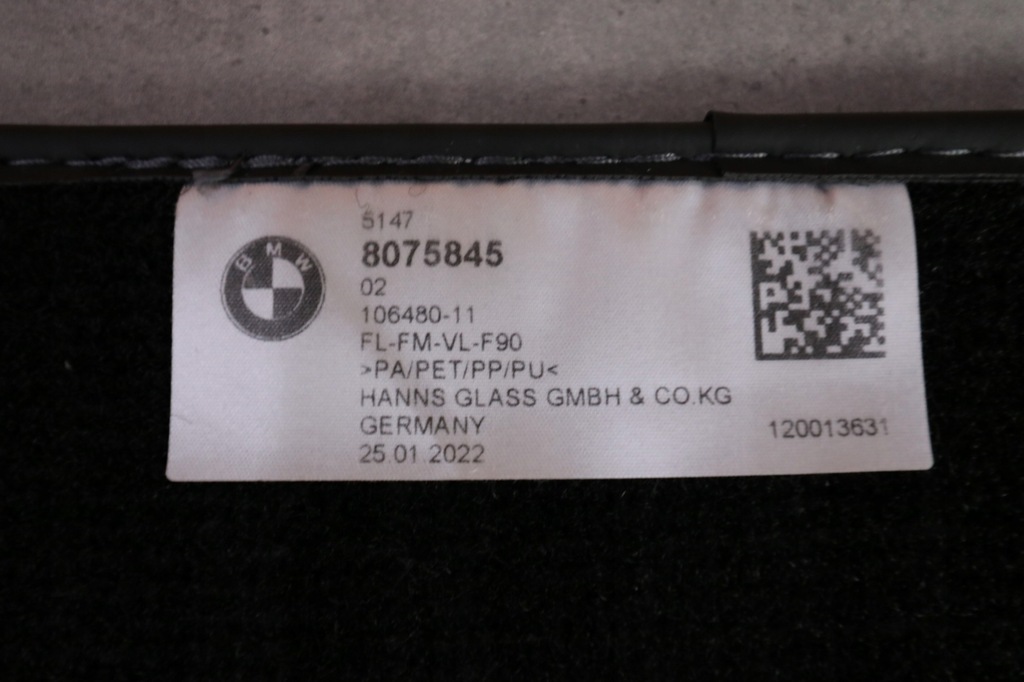 BMW
5147
8075845
02
106480-11
FL-FM-VL-F90
>PA/PET/PP/PU<
HANNS GLASS GMBH & CO.KG
GERMANY
25.01.2022
120013631